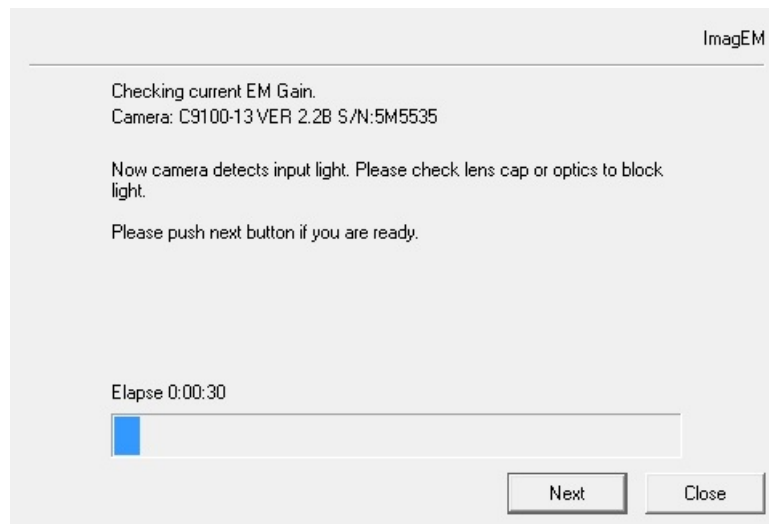 ImagEM
Checking current EM Gain.
Camera: C9100-13 VER 2.2B S/N:5M5535
Now camera detects input light. Please check lens cap or optics to block
light.
Please push next button if you are ready.
Elapse 0:00:30
Next
Close